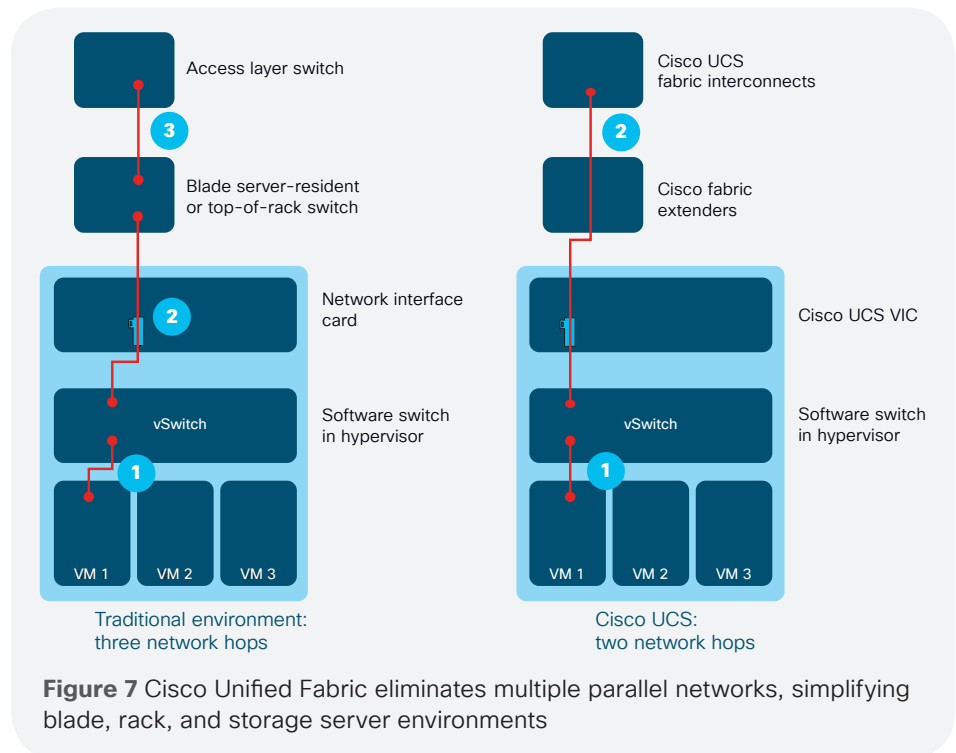 Access layer switch
3
Blade server-resident
or top-of-rack switch
2
Network interface
card
vSwitch
Software switch
in hypervisor
1
VM 1
VM 2
VM 3
Traditional environment:
three network hops
Cisco UCS
fabric interconnects
2
Cisco fabric
extenders
Cisco UCS VIC
vSwitch
Software switch
in hypervisor
1
VM 1
VM 2
VM 3
Cisco UCS:
two network hops
Figure 7 Cisco Unified Fabric eliminates multiple parallel networks, simplifying
blade, rack, and storage server environments